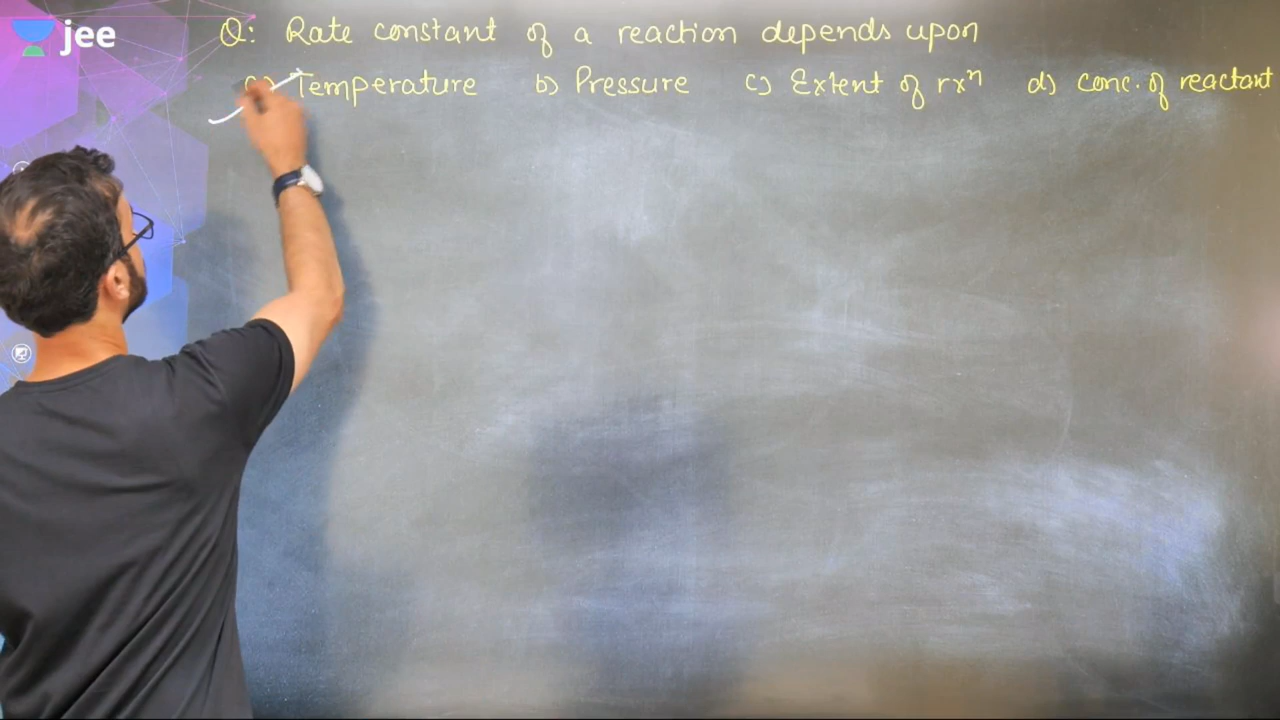 jee
Q: Rate constant of a reaction depends upon
Temperature b) Pressure c) Extent of rxⁿ d) conc. of reactant